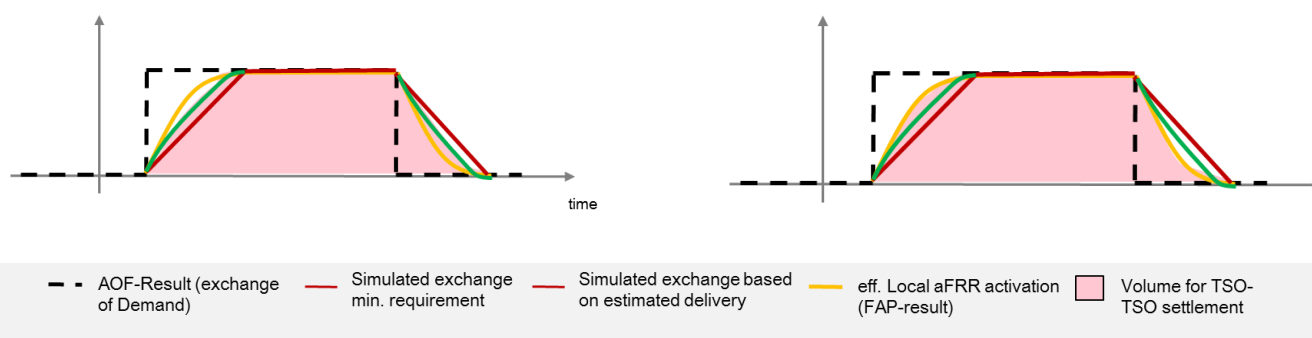 time
AOF-Result (exchange
of Demand)
Simulated exchange
min. requirement
Simulated exchange based
on estimated delivery
eff. Local aFRR activation
(FAP-result)
Volume for TSO-
TSO settlement